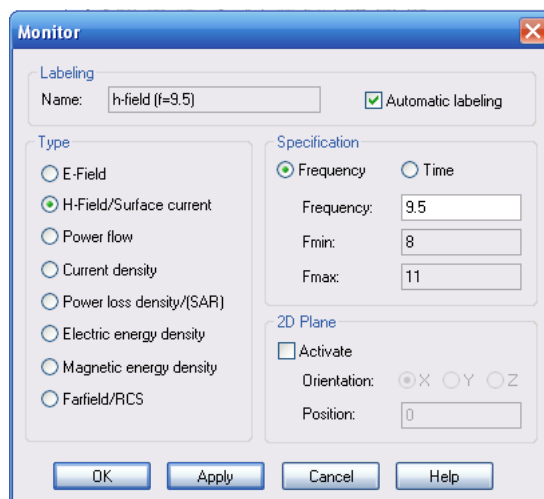 Monitor
Labeling
Name: h-field (f=9.5) Automatic labeling
Type
E-Field
H-Field/Surface current
Power flow
Current density
Power loss density/(SAR)
Electric energy density
Magnetic energy density
Farfield/RCS
Specification
Frequency Time
Frequency: 9.5
Fmin: 8
Fmax: 11
2D Plane
Activate
Orientation: X Y Z
Position: 0
OK Apply Cancel Help